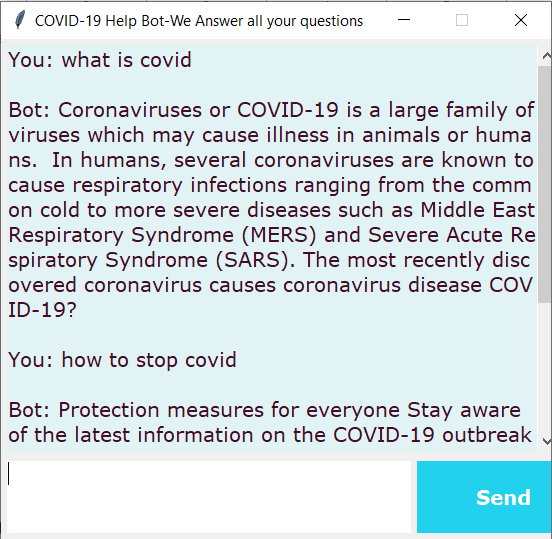 COVID-19 Help Bot-We Answer all your questions
You: what is covid
Bot: Coronaviruses or COVID-19 is a large family of
viruses which may cause illness in animals or huma
ns.  In humans, several coronaviruses are known to
cause respiratory infections ranging from the comm
on cold to more severe diseases such as Middle East
Respiratory Syndrome (MERS) and Severe Acute Re
spiratory Syndrome (SARS). The most recently disc
overed coronavirus causes coronavirus disease COV
ID-19?
You: how to stop covid
Bot: Protection measures for everyone Stay aware
of the latest information on the COVID-19 outbreak
Send